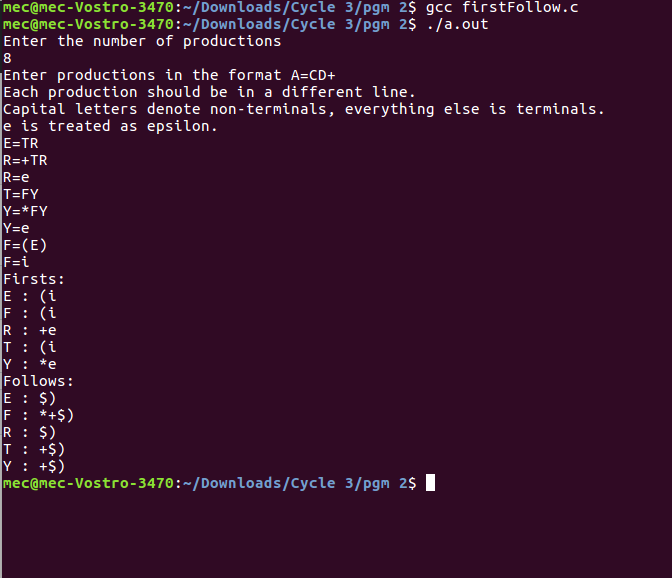 mec@mec-Vostro-3470:~/Downloads/Cycle 3/pgm 2$ gcc firstFollow.c
mec@mec-Vostro-3470:~/Downloads/Cycle 3/pgm 2$ ./a.out
Enter the number of productions
8
Enter productions in the format A=CD+
Each production should be in a different line.
Capital letters denote non-terminals, everything else is terminals.
e is treated as epsilon.
E=TR
R=+TR
R=e
T=FY
Y=*FY
Y=e
F=(E)
F=i
Firsts:
E : (i
F : (i
R : +e
T : (i
Y : *e
Follows:
E : $)
F : *+$)
R : $)
T : +$)
Y : +$)
mec@mec-Vostro-3470:~/Downloads/Cycle 3/pgm 2$